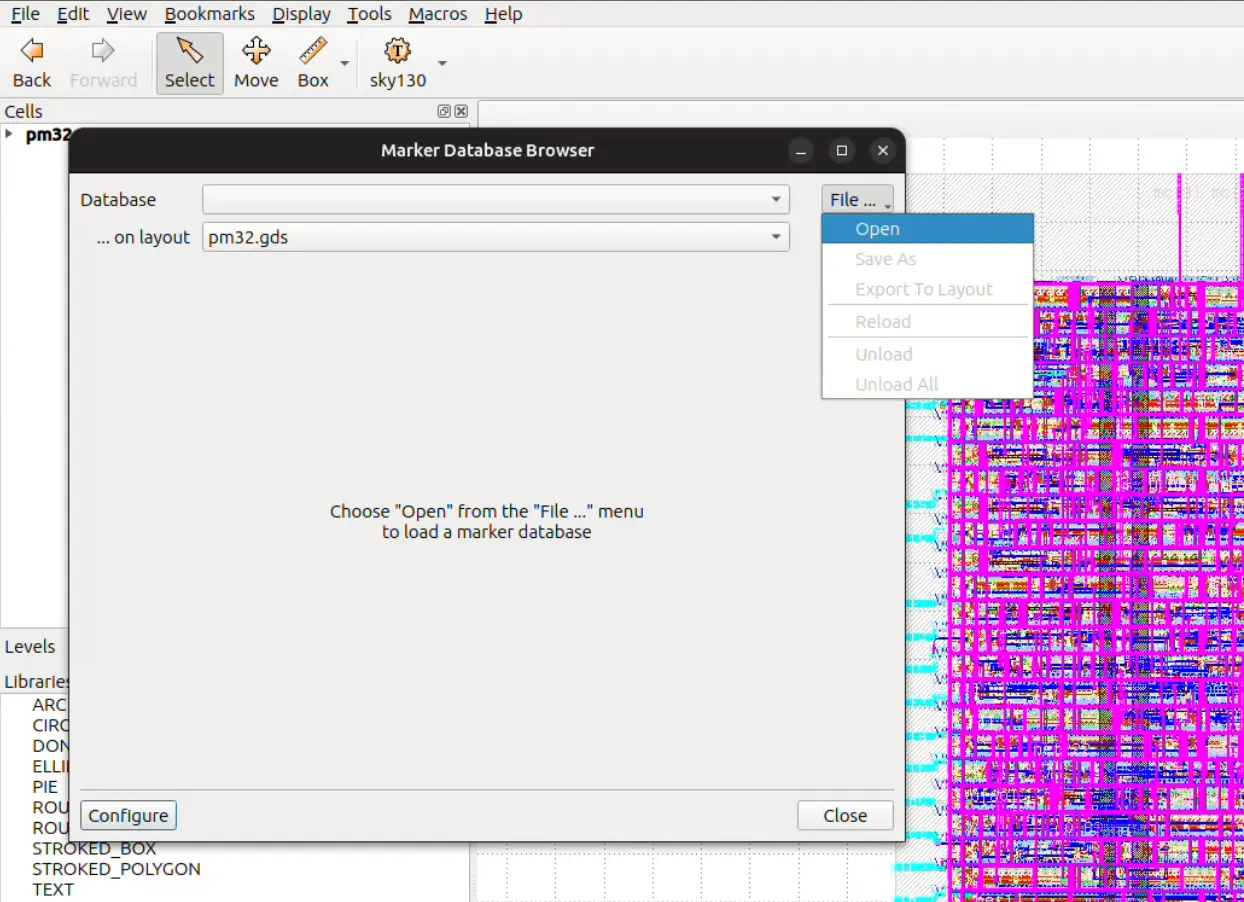 File Edit View Bookmarks Display Tools Macros Help
Back Forward Select Move Box sky130
Cells
pm32
Marker Database Browser
Database
File ...
... on layout pm32.gds
Open
Save As
Export To Layout
Reload
Unload
Unload All
Choose "Open" from the "File ..." menu
to load a marker database
Levels
Libraries
ARC
CIRC
DON
ELLI
PIE
ROU
ROU
STROKED_BOX
STROKED_POLYGON
TEXT
Configure
Close